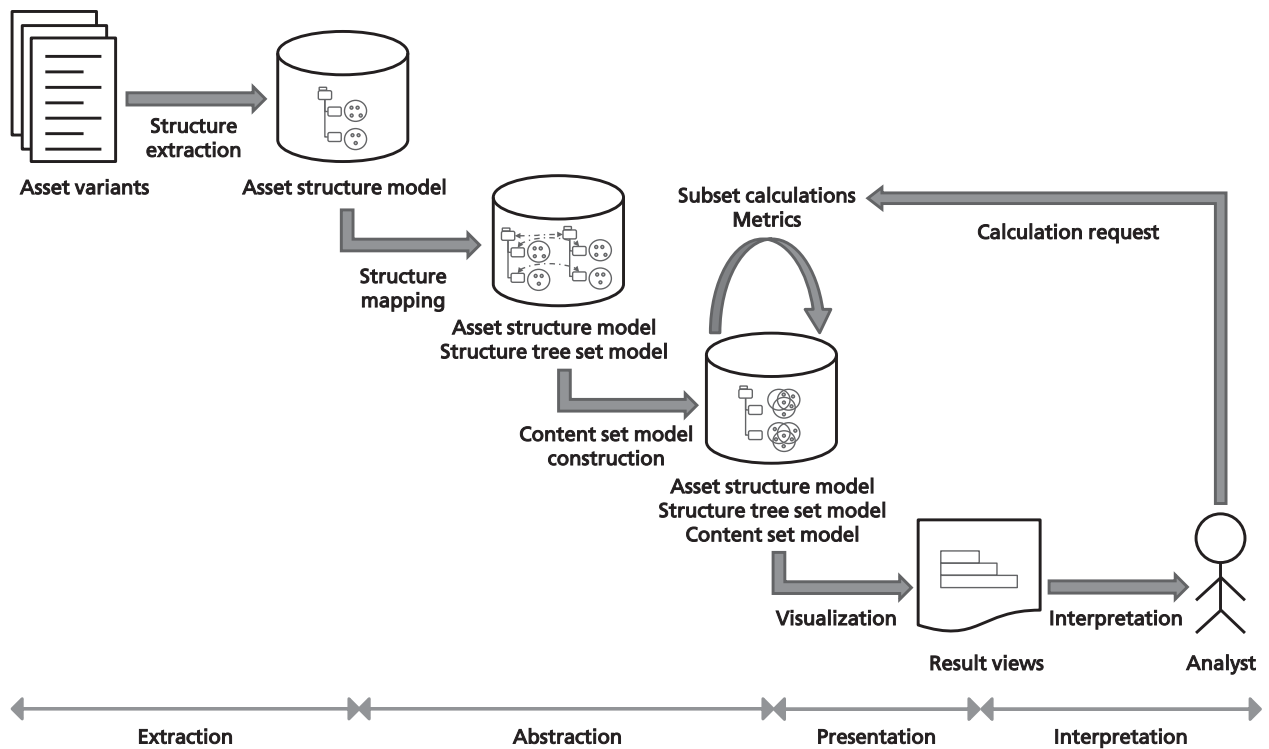 Structure
extraction
Asset variants
Asset structure model
Structure
mapping
Asset structure model
Structure tree set model
Subset calculations
Metrics
Calculation request
Content set model
construction
Asset structure model
Structure tree set model
Content set model
Visualization
Interpretation
Result views
Analyst
Extraction
Abstraction
Presentation
Interpretation